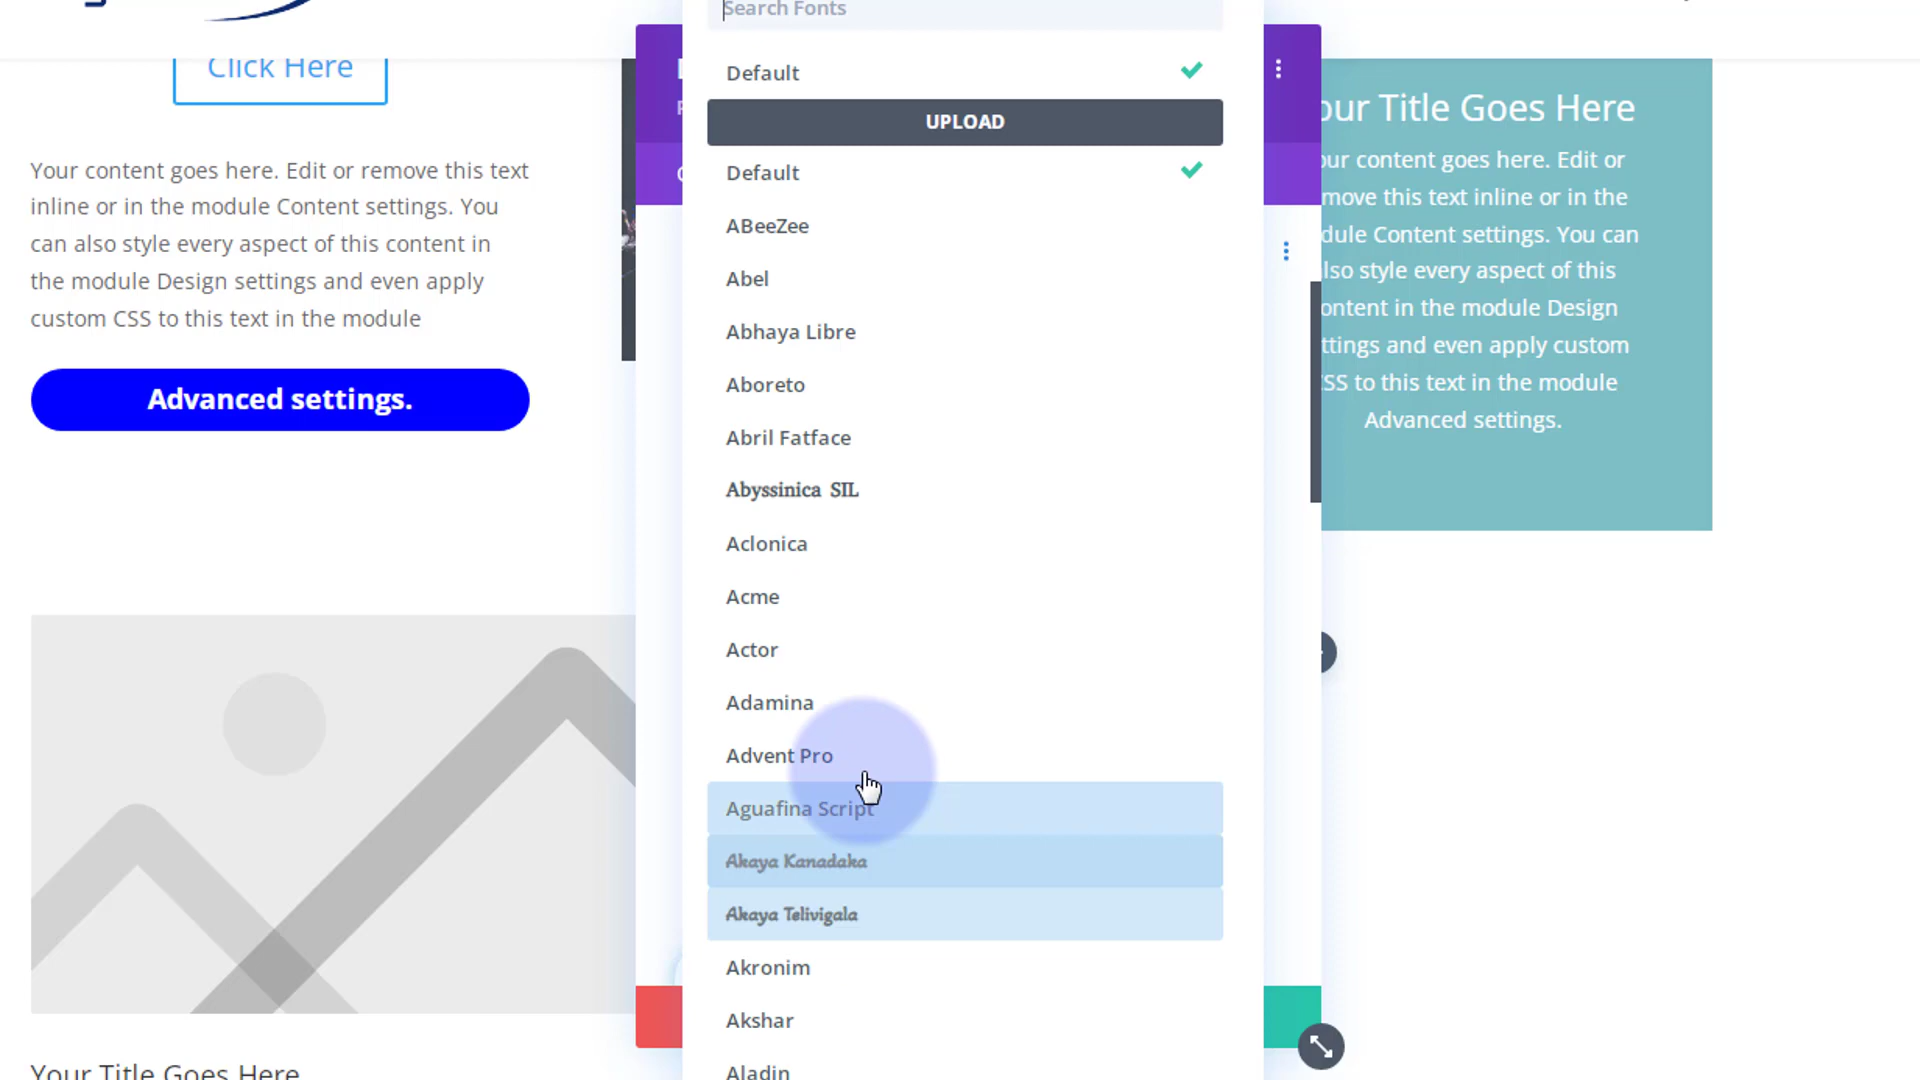 Click Here
Your content goes here. Edit or remove this text
inline or in the module Content settings. You
can also style every aspect of this content in
the module Design settings and even apply
custom CSS to this text in the module
Advanced settings.
Your Title Goes Here
Search Fonts
Default
UPLOAD
Default
ABeeZee
Abel
Abhaya Libre
Aboreto
Abril Fatface
Abyssinica SIL
Aclonica
Acme
Actor
Adamina
Advent Pro
Aguafina Script
Akaya Kanadaka
Akaya Telivigala
Akronim
Akshar
Aladin
our Title Goes Here
our content goes here. Edit or
move this text inline or in the
dule Content settings. You can
lso style every aspect of this
ontent in the module Design
ttings and even apply custom
SS to this text in the module
Advanced settings.